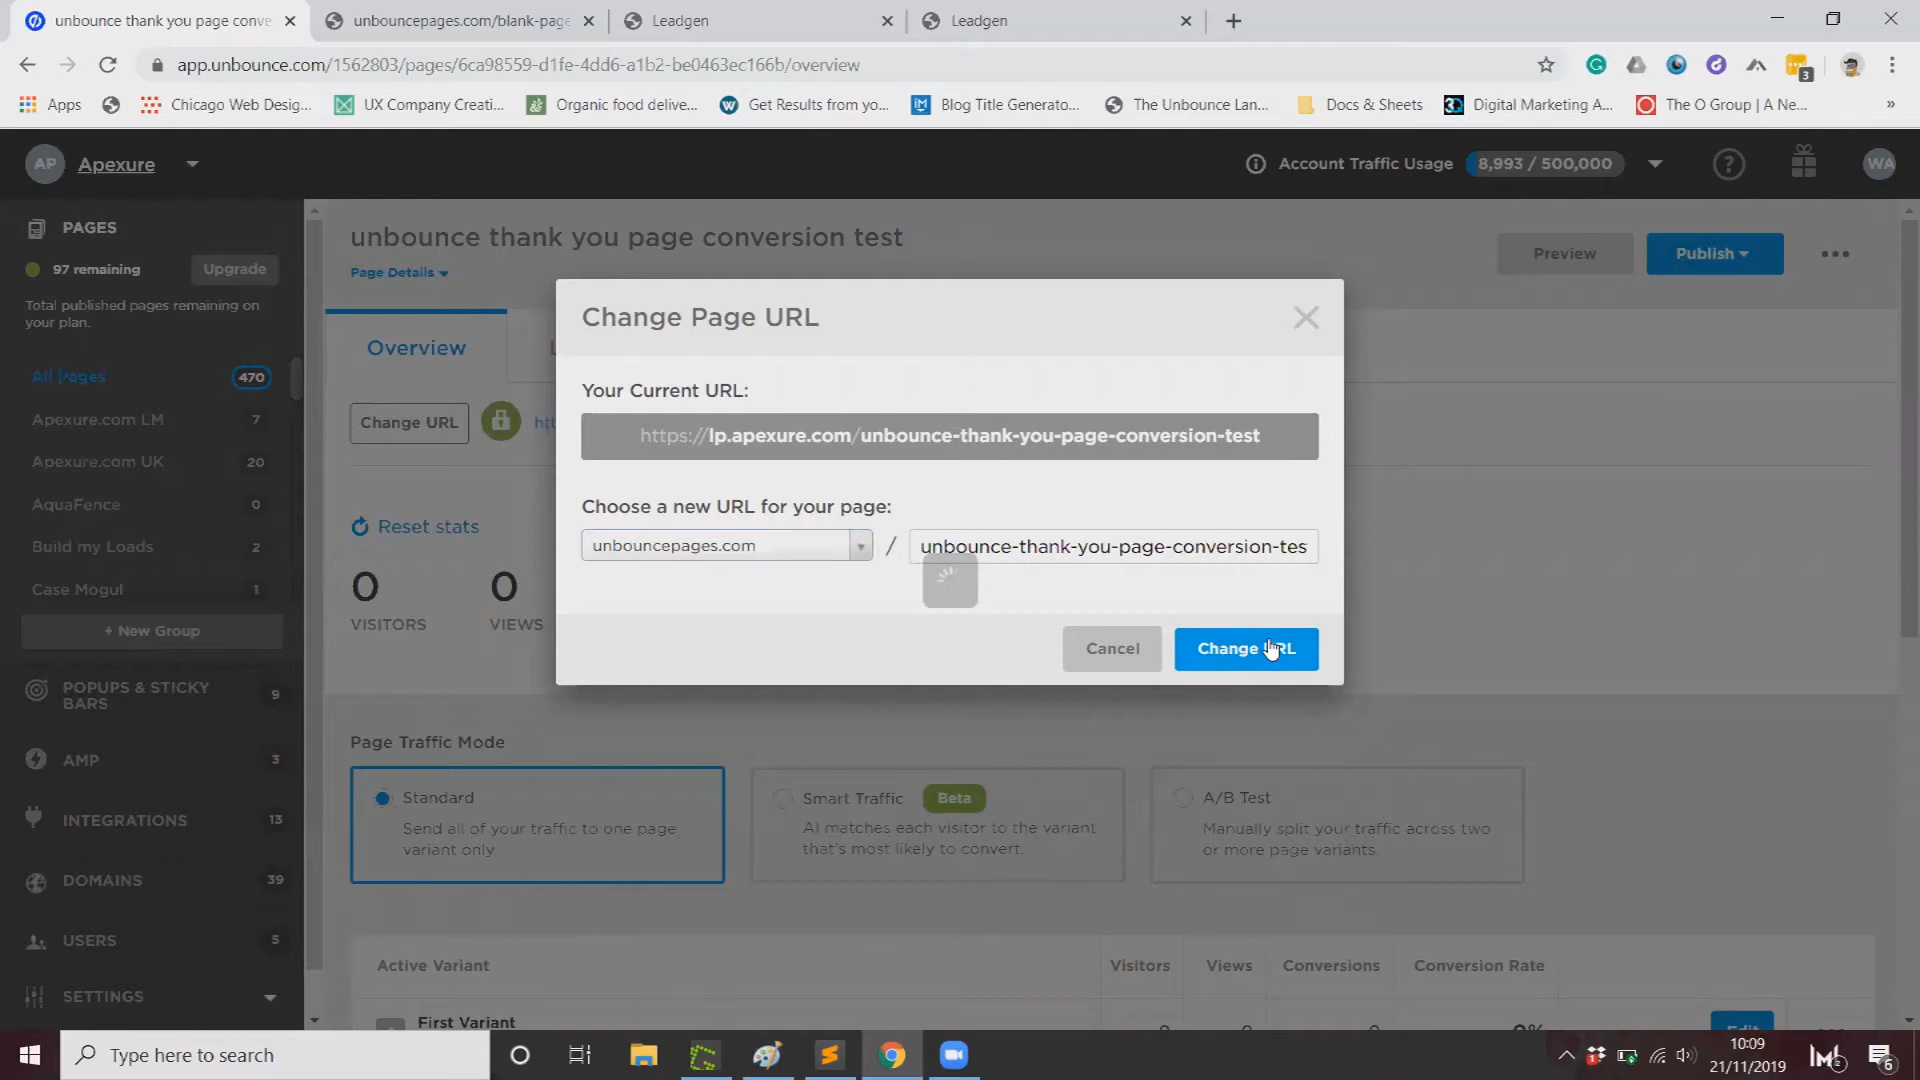 unbounce thank you page conve
unbouncepages.com/blank-page
Leadgen
Leadgen
app.unbounce.com/1562803/pages/6ca98559-d1fe-4dd6-a1b2-be0463ec166b/overview
3
Apps
Chicago Web Desig...
UX Company Creati...
Organic food delive...
Get Results from yo...
Blog Title Generato...
The Unbounce Lan...
Docs & Sheets
Digital Marketing A...
The O Group | A Ne...
»
AP
Apexure
Account Traffic Usage
8,993 / 500,000
WA
PAGES
97 remaining
Upgrade
Total published pages remaining on
your plan.
All Pages
470
Apexure.com LM
7
Apexure.com UK
20
AquaFence
0
Build my Loads
2
Case Mogul
1
+ New Group
POPUPS & STICKY
BARS
9
AMP
3
INTEGRATIONS
13
DOMAINS
39
USERS
5
SETTINGS
unbounce thank you page conversion test
Page Details
Preview
Publish
Overview
Change URL
Reset stats
0
VISITORS
0
VIEWS
Change Page URL
Your Current URL:
https://lp.apexure.com/unbounce-thank-you-page-conversion-test
Choose a new URL for your page:
unbouncepages.com
/
unbounce-thank-you-page-conversion-tes
Cancel
Change URL
Page Traffic Mode
Standard
Send all of your traffic to one page
variant only.
Smart Traffic
Beta
AI matches each visitor to the variant
that's most likely to convert.
A/B Test
Manually split your traffic across two
or more page variants.
Active Variant
Visitors
Views
Conversions
Conversion Rate
First Variant
0
0
0
0%
Edit
Type here to search
10:09
21/11/2019
6